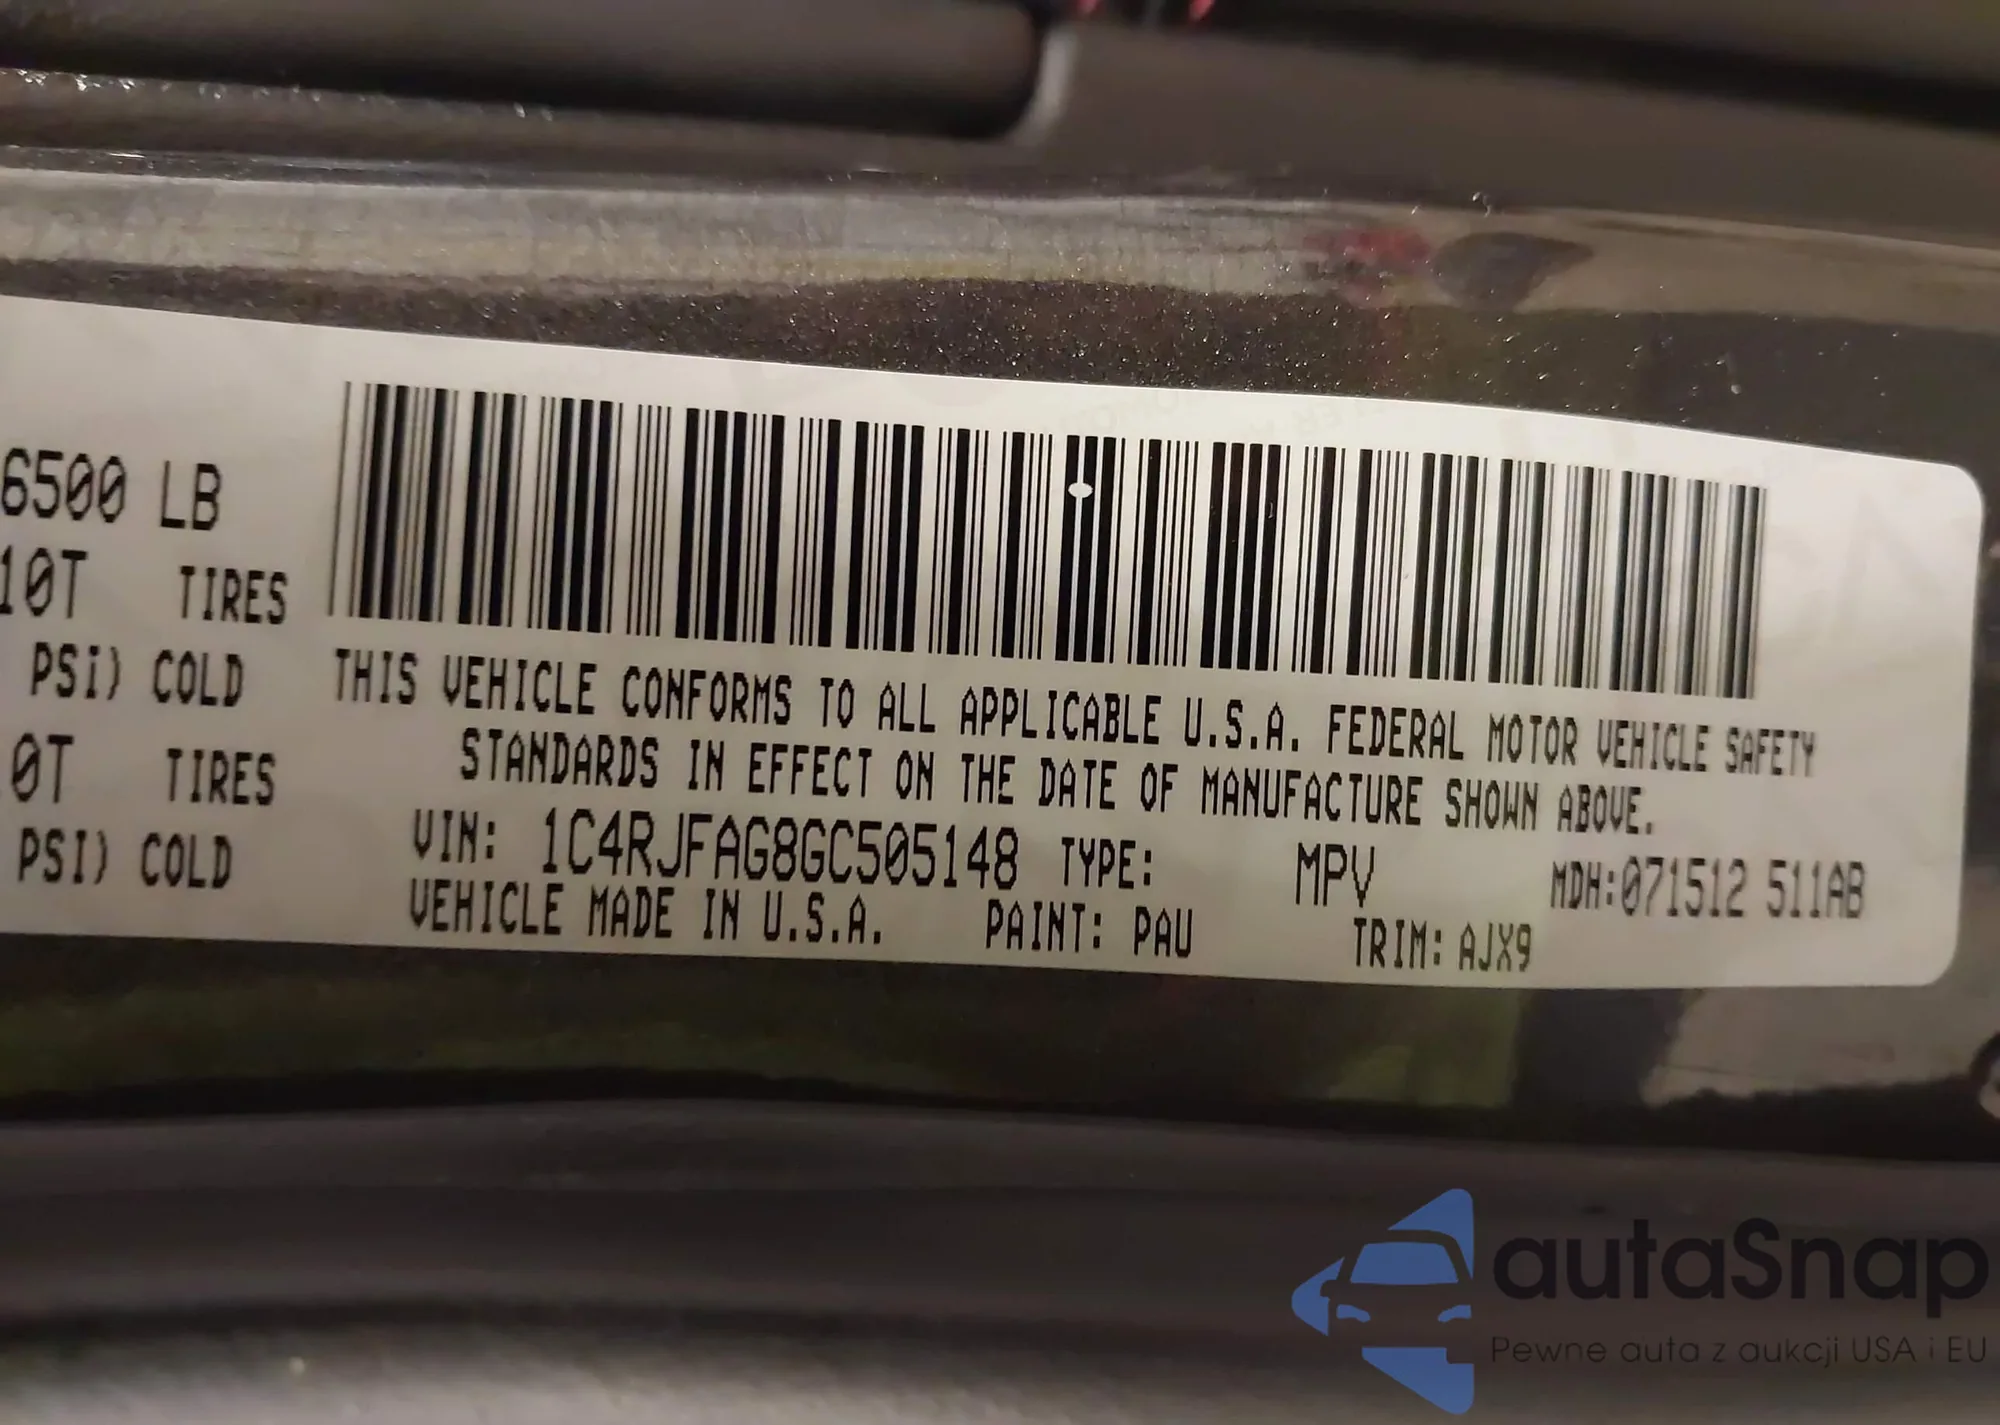 6500 LB
10T TIRES
PSI) COLD
0T TIRES
PSI) COLD
THIS VEHICLE CONFORMS TO ALL APPLICABLE U.S.A. FEDERAL MOTOR VEHICLE SAFETY
STANDARDS IN EFFECT ON THE DATE OF MANUFACTURE SHOWN ABOVE.
VIN: 1C4RJFAG8GC505148 TYPE: MPV MDH:071512 511AB
VEHICLE MADE IN U.S.A. PAINT: PAU TRIM: AJX9
autaSnap
Pewne auta z aukcji USA i EU